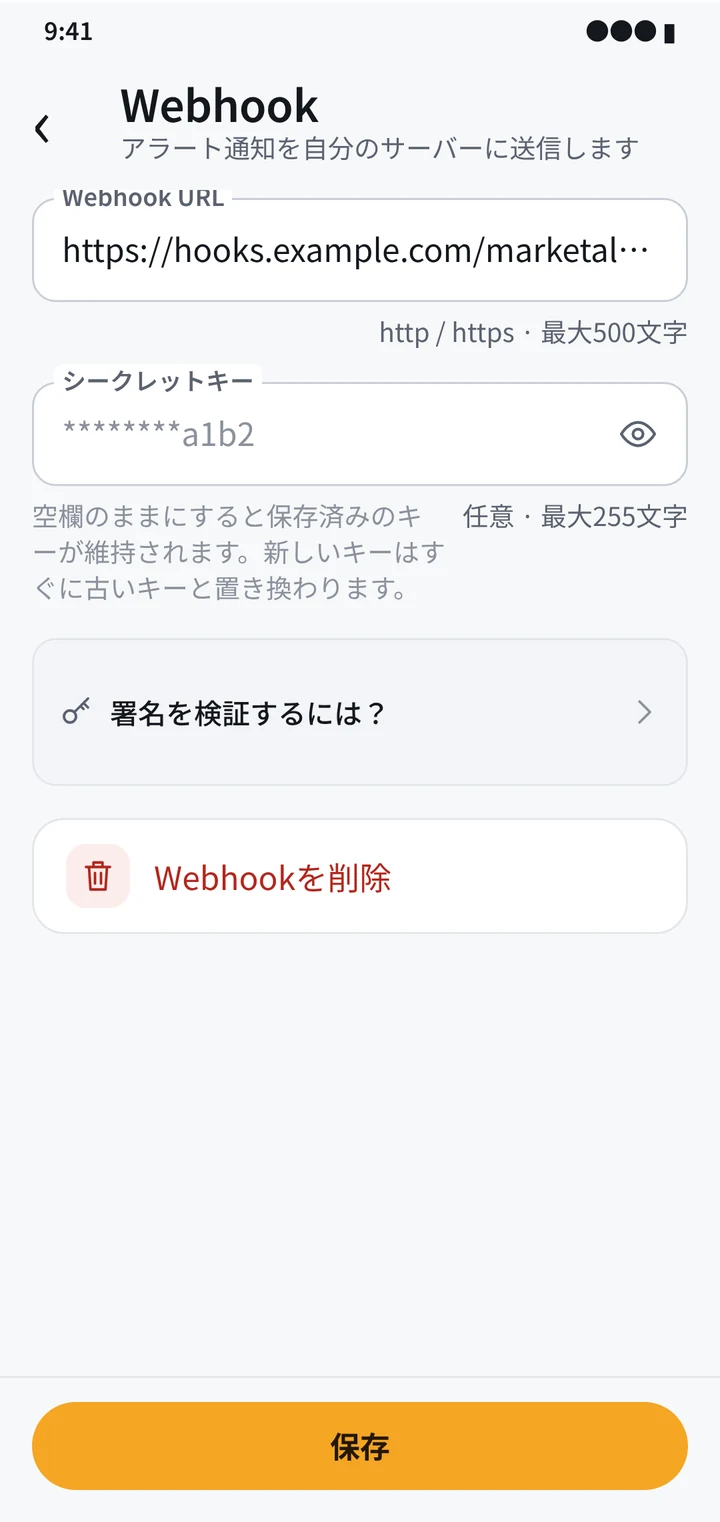 9:41
Webhook
アラート通知を自分のサーバーに送信します
Webhook URL
https://hooks.example.com/marketal…
http / https · 最大500文字
シークレットキー
********a1b2
空欄のままにすると保存済みのキ
ーが維持されます。新しいキーはす
ぐに古いキーと置き換わります。
任意 · 最大255文字
署名を検証するには？
Webhookを削除
保存